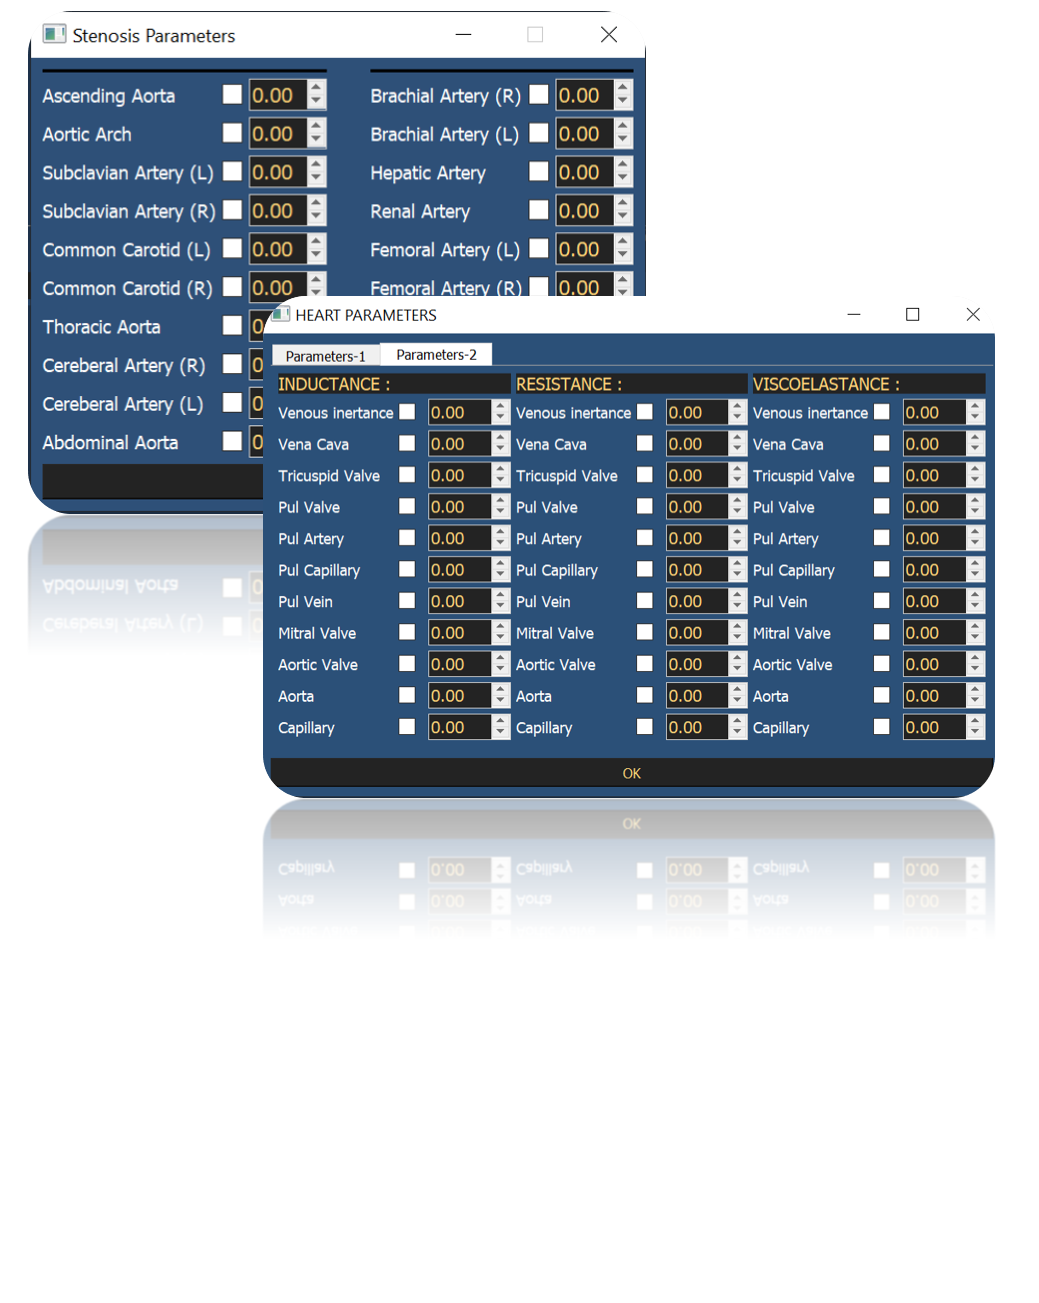 Stenosis Parameters
Ascending Aorta 0.00 Brachial Artery (R) 0.00
Aortic Arch 0.00 Brachial Artery (L) 0.00
Subclavian Artery (L) 0.00 Hepatic Artery 0.00
Subclavian Artery (R) 0.00 Renal Artery 0.00
Common Carotid (L) 0.00 Femoral Artery (L) 0.00
Common Carotid (R) 0.00 Femoral Artery (R) 0.00
Thoracic Aorta 0
Cereberal Artery (R) 0
Cereberal Artery (L) 0
Abdominal Aorta 0
HEART PARAMETERS
Parameters-1 Parameters-2
INDUCTANCE : RESISTANCE : VISCOELASTANCE :
Venous inertance 0.00 Venous inertance 0.00 Venous inertance 0.00
Vena Cava 0.00 Vena Cava 0.00 Vena Cava 0.00
Tricuspid Valve 0.00 Tricuspid Valve 0.00 Tricuspid Valve 0.00
Pul Valve 0.00 Pul Valve 0.00 Pul Valve 0.00
Pul Artery 0.00 Pul Artery 0.00 Pul Artery 0.00
Pul Capillary 0.00 Pul Capillary 0.00 Pul Capillary 0.00
Pul Vein 0.00 Pul Vein 0.00 Pul Vein 0.00
Mitral Valve 0.00 Mitral Valve 0.00 Mitral Valve 0.00
Aortic Valve 0.00 Aortic Valve 0.00 Aortic Valve 0.00
Aorta 0.00 Aorta 0.00 Aorta 0.00
Capillary 0.00 Capillary 0.00 Capillary 0.00
OK